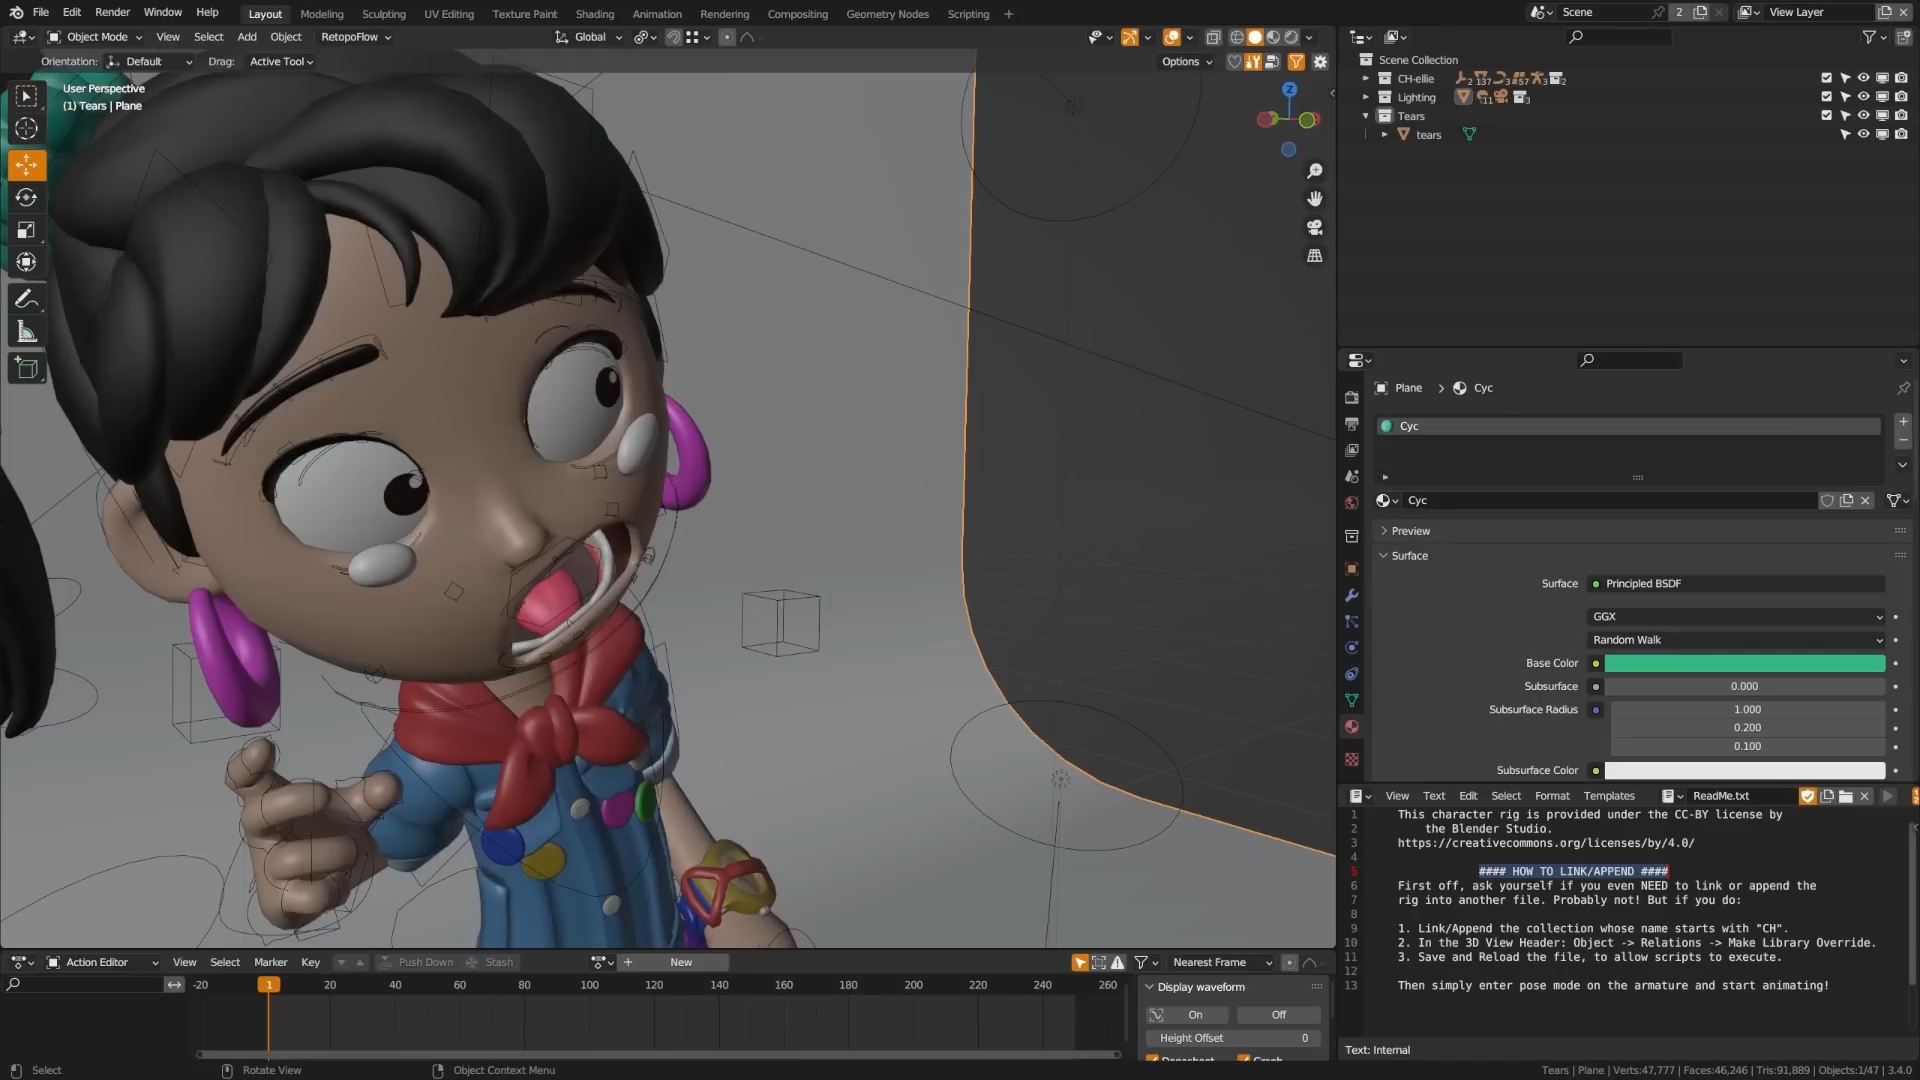 File Edit Render Window Help Layout Modeling Sculpting UV Editing Texture Paint Shading Animation Rendering Compositing Geometry Nodes Scripting + Scene 2 View Layer
Object Mode View Select Add Object RetopoFlow Global
Orientation: Default Drag: Active Tool Options
User Perspective
(1) Tears | Plane
Z
Scene Collection
CH-ellie 2 137 3 57 3 2
Lighting 11 3
Tears
tears
Plane > Cyc
Cyc
Cyc
Preview
Surface
Surface Principled BSDF
GGX
Random Walk
Base Color
Subsurface 0.000
Subsurface Radius 1.000
0.200
0.100
Subsurface Color
View Text Edit Select Format Templates ReadMe.txt
1 This character rig is provided under the CC-BY license by
2 the Blender Studio.
3 https://creativecommons.org/licenses/by/4.0/
4
5 #### HOW TO LINK/APPEND ####
6 First off, ask yourself if you even NEED to link or append the
7 rig into another file. Probably not! But if you do:
8
9 1. Link/Append the collection whose name starts with "CH".
10 2. In the 3D View Header: Object -> Relations -> Make Library Override.
11 3. Save and Reload the file, to allow scripts to execute.
12
13 Then simply enter pose mode on the armature and start animating!
Text: Internal
Action Editor View Select Marker Key Push Down Stash + New Nearest Frame
-20 1 20 40 60 80 100 120 140 160 180 200 220 240 260
Display waveform
On Off
Height Offset 0
Select Rotate View Object Context Menu Tears | Plane | Verts:47,777 | Faces:46,246 | Tris:91,889 | Objects:1/47 | 3.4.0